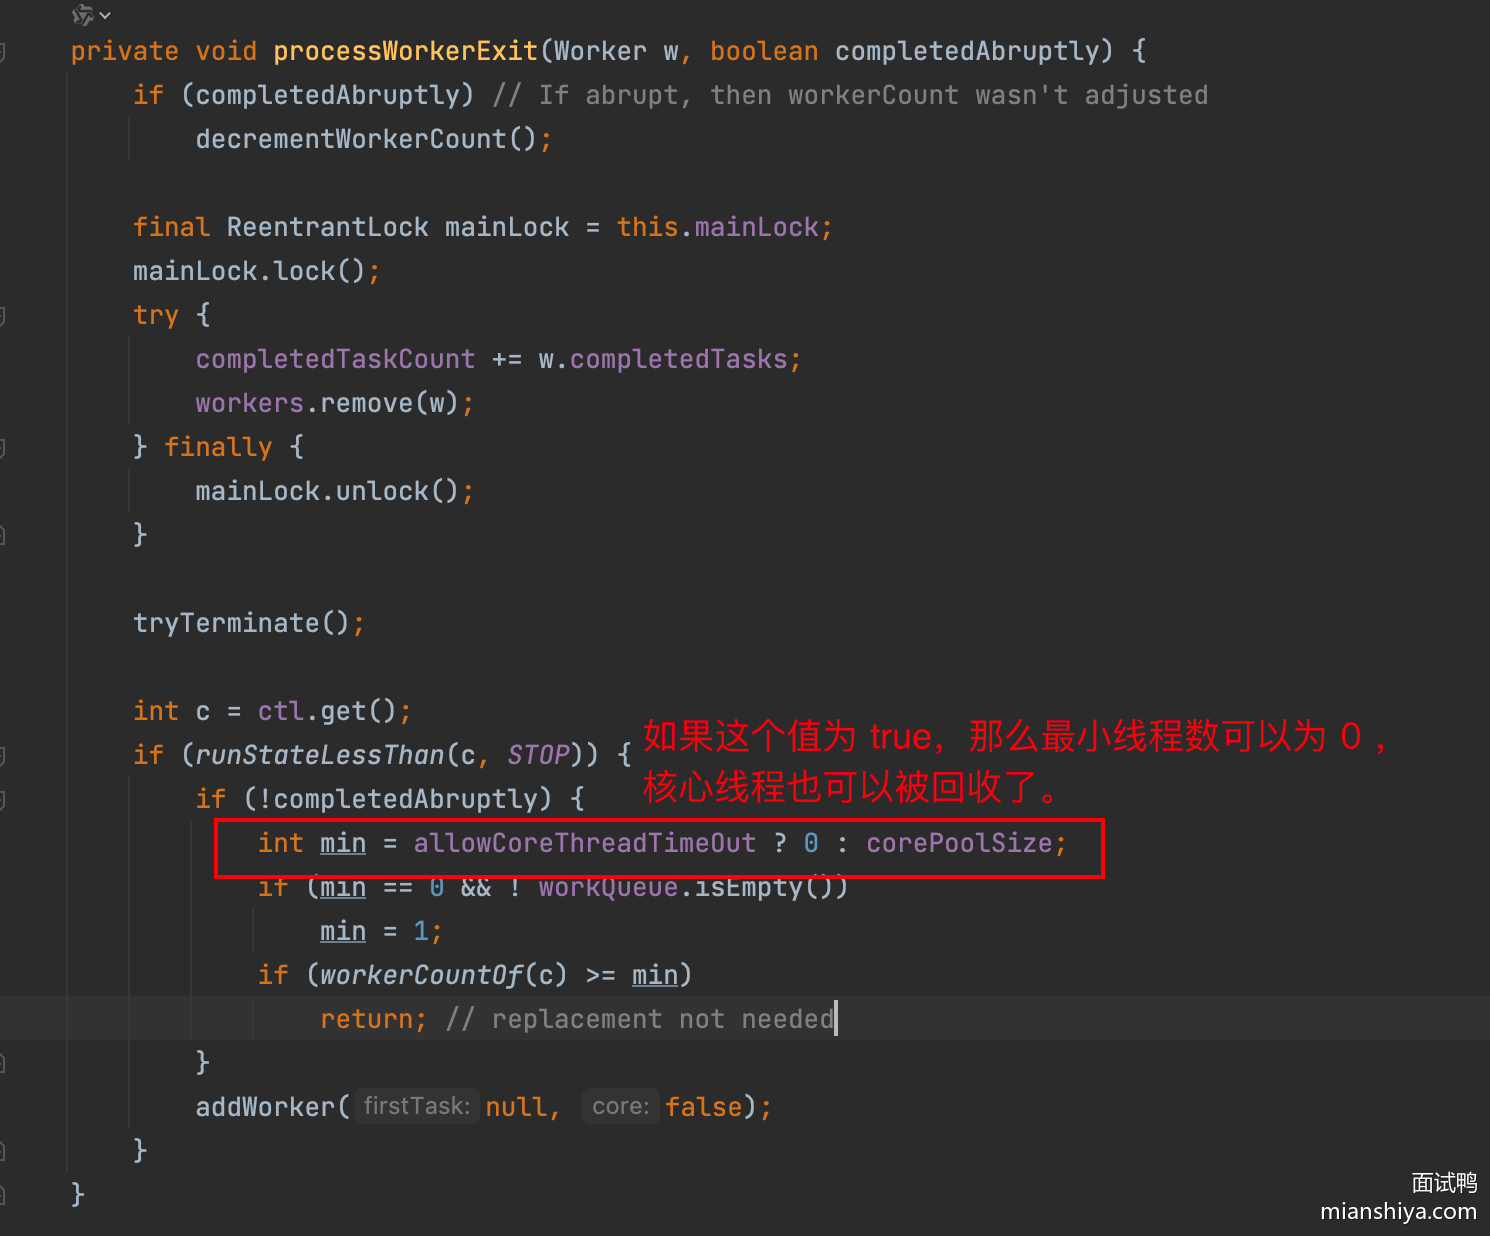 private void processWorkerExit(Worker w, boolean completedAbruptly) {
if (completedAbruptly) // If abrupt, then workerCount wasn't adjusted
decrementWorkerCount();
final ReentrantLock mainLock = this.mainLock;
mainLock.lock();
try {
completedTaskCount += w.completedTasks;
workers.remove(w);
} finally {
mainLock.unlock();
}
tryTerminate();
int c = ctl.get();
如果这个值为 true，那么最小线程数可以为 0，
if (runStateLessThan(c, STOP)) {
核心线程也可以被回收了。
if (!completedAbruptly) {
int min = allowCoreThreadTimeOut ? 0 : corePoolSize;
if (min == 0 && ! workQueue.isEmpty())
min = 1;
if (workerCountOf(c) >= min)
return; // replacement not needed
}
addWorker( firstTask: null, core: false);
}
}
面试鸭
mianshiya.com